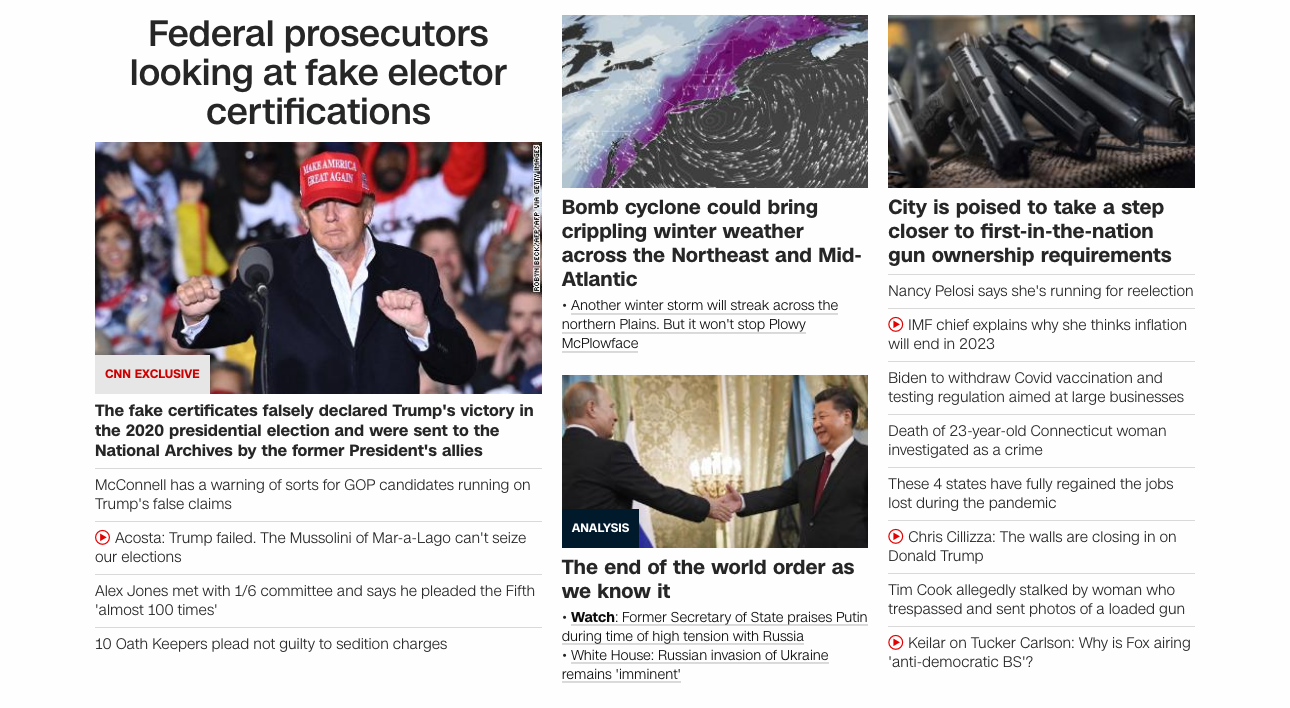 Federal prosecutors
looking at fake elector
certifications
MAKE AMERICA
GREAT AGAIN
ROBYN BECK/AFP/AFP VIA GETTY IMAGES
CNN EXCLUSIVE
The fake certificates falsely declared Trump's victory in
the 2020 presidential election and were sent to the
National Archives by the former President's allies
McConnell has a warning of sorts for GOP candidates running on
Trump's false claims
Acosta: Trump failed. The Mussolini of Mar-a-Lago can't seize
our elections
Alex Jones met with 1/6 committee and says he pleaded the Fifth
'almost 100 times'
10 Oath Keepers plead not guilty to sedition charges
Bomb cyclone could bring
crippling winter weather
across the Northeast and Mid-
Atlantic
• Another winter storm will streak across the
northern Plains. But it won't stop Plowy
McPlowface
ANALYSIS
The end of the world order as
we know it
• Watch: Former Secretary of State praises Putin
during time of high tension with Russia
• White House: Russian invasion of Ukraine
remains 'imminent'
City is poised to take a step
closer to first-in-the-nation
gun ownership requirements
Nancy Pelosi says she's running for reelection
IMF chief explains why she thinks inflation
will end in 2023
Biden to withdraw Covid vaccination and
testing regulation aimed at large businesses
Death of 23-year-old Connecticut woman
investigated as a crime
These 4 states have fully regained the jobs
lost during the pandemic
Chris Cillizza: The walls are closing in on
Donald Trump
Tim Cook allegedly stalked by woman who
trespassed and sent photos of a loaded gun
Keilar on Tucker Carlson: Why is Fox airing
'anti-democratic BS'?